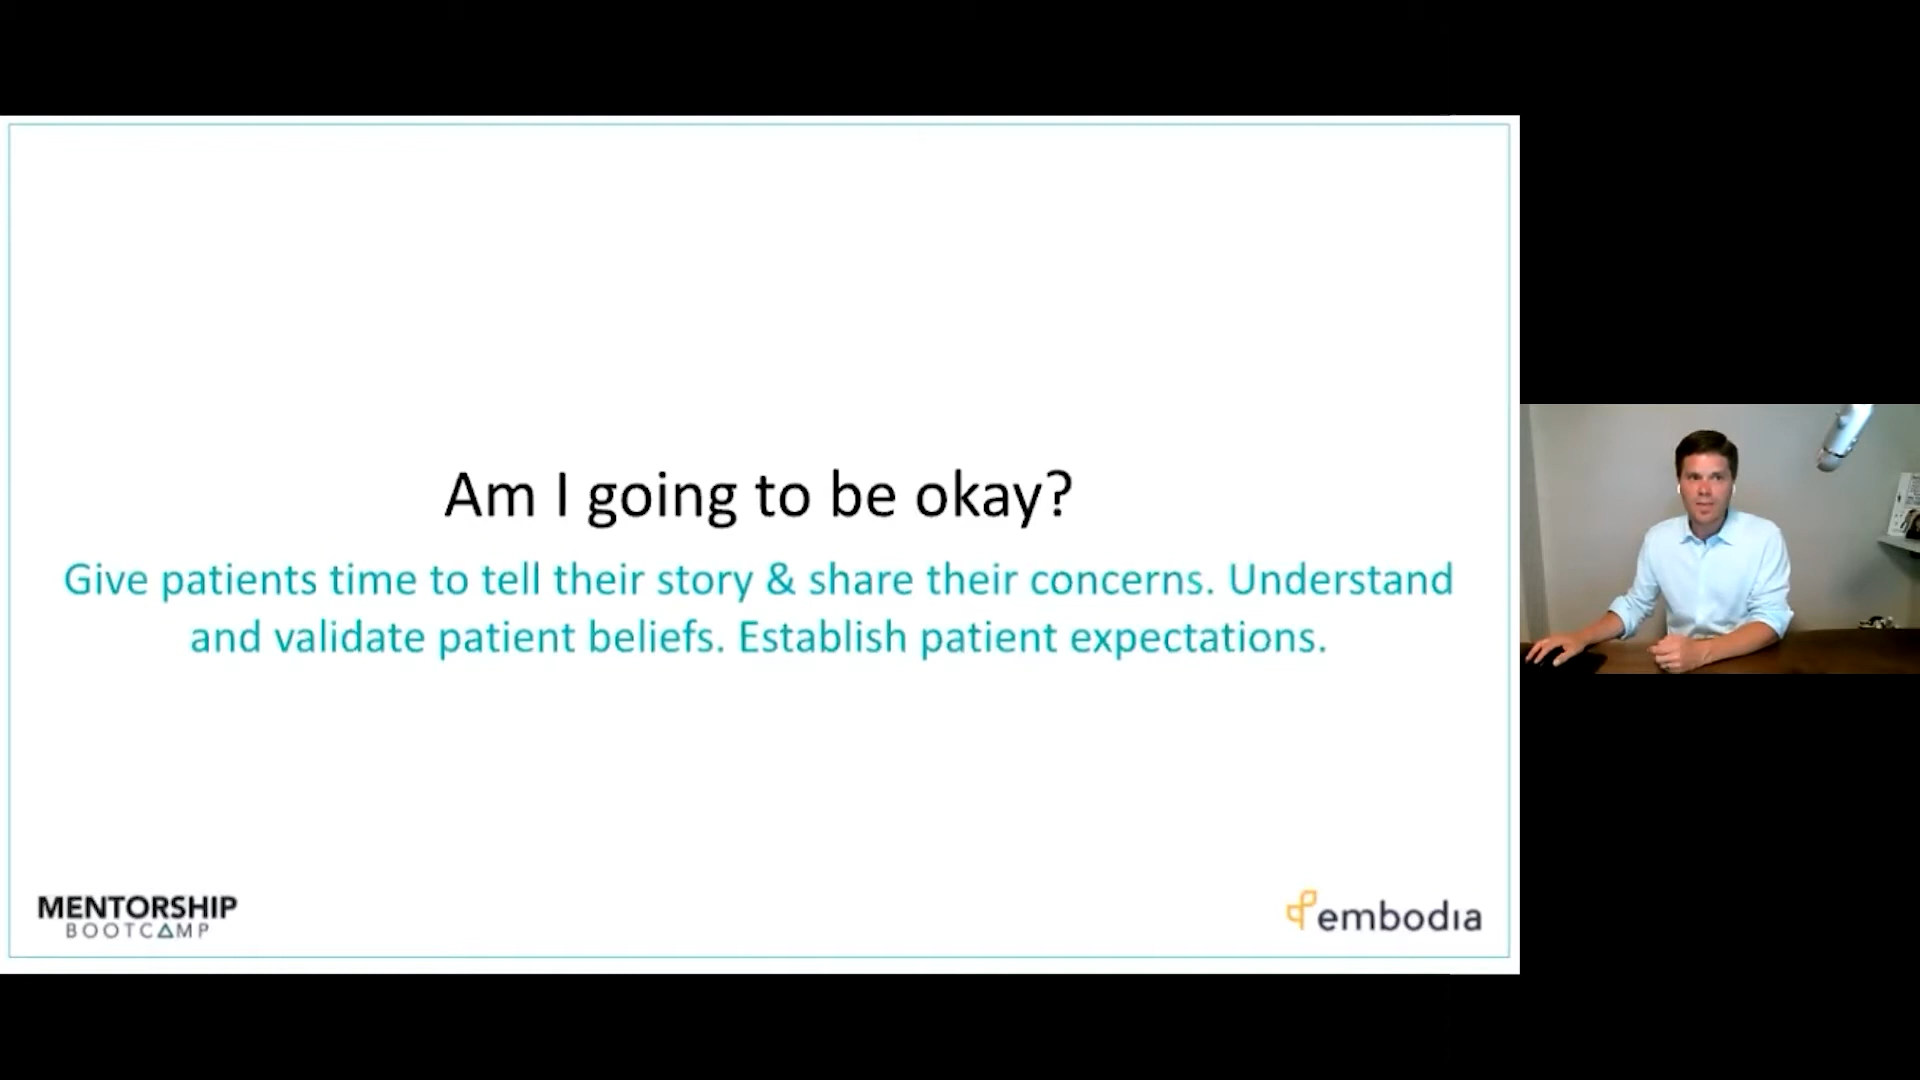 Am I going to be okay?
Give patients time to tell their story & share their concerns. Understand
and validate patient beliefs. Establish patient expectations.
MENTORSHIP
BOOTCAMP
embodia